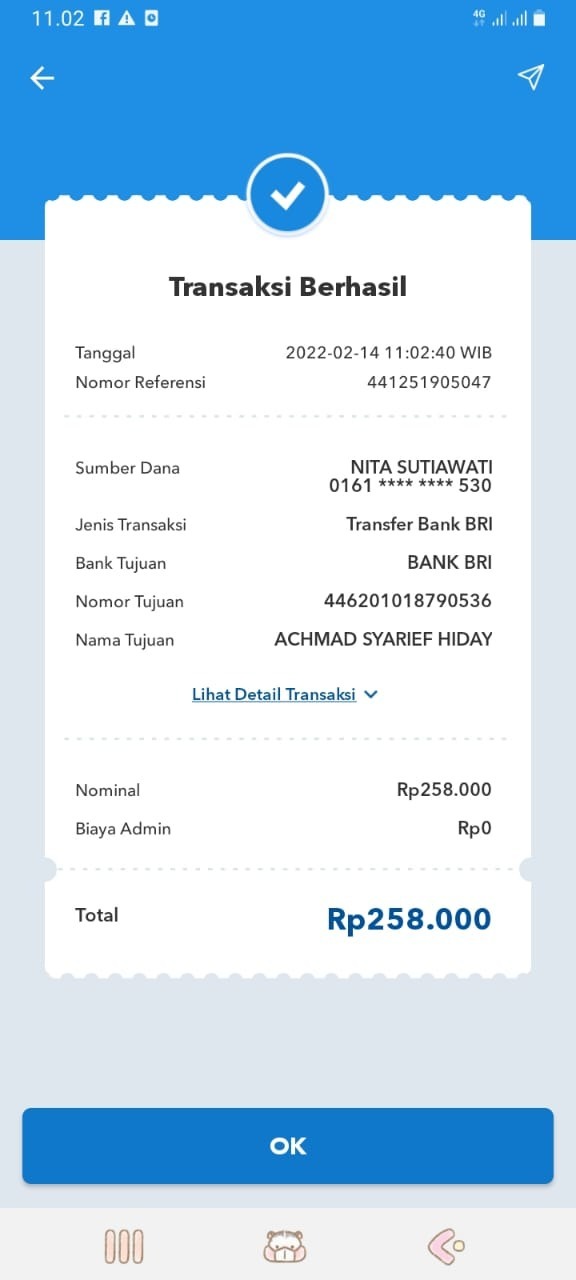 11.02
4G
Transaksi Berhasil
Tanggal 2022-02-14 11:02:40 WIB
Nomor Referensi 441251905047
Sumber Dana NITA SUTIAWATI
0161 **** **** 530
Jenis Transaksi Transfer Bank BRI
Bank Tujuan BANK BRI
Nomor Tujuan 446201018790536
Nama Tujuan ACHMAD SYARIEF HIDAY
Lihat Detail Transaksi
Nominal Rp258.000
Biaya Admin Rp0
Total Rp258.000
OK